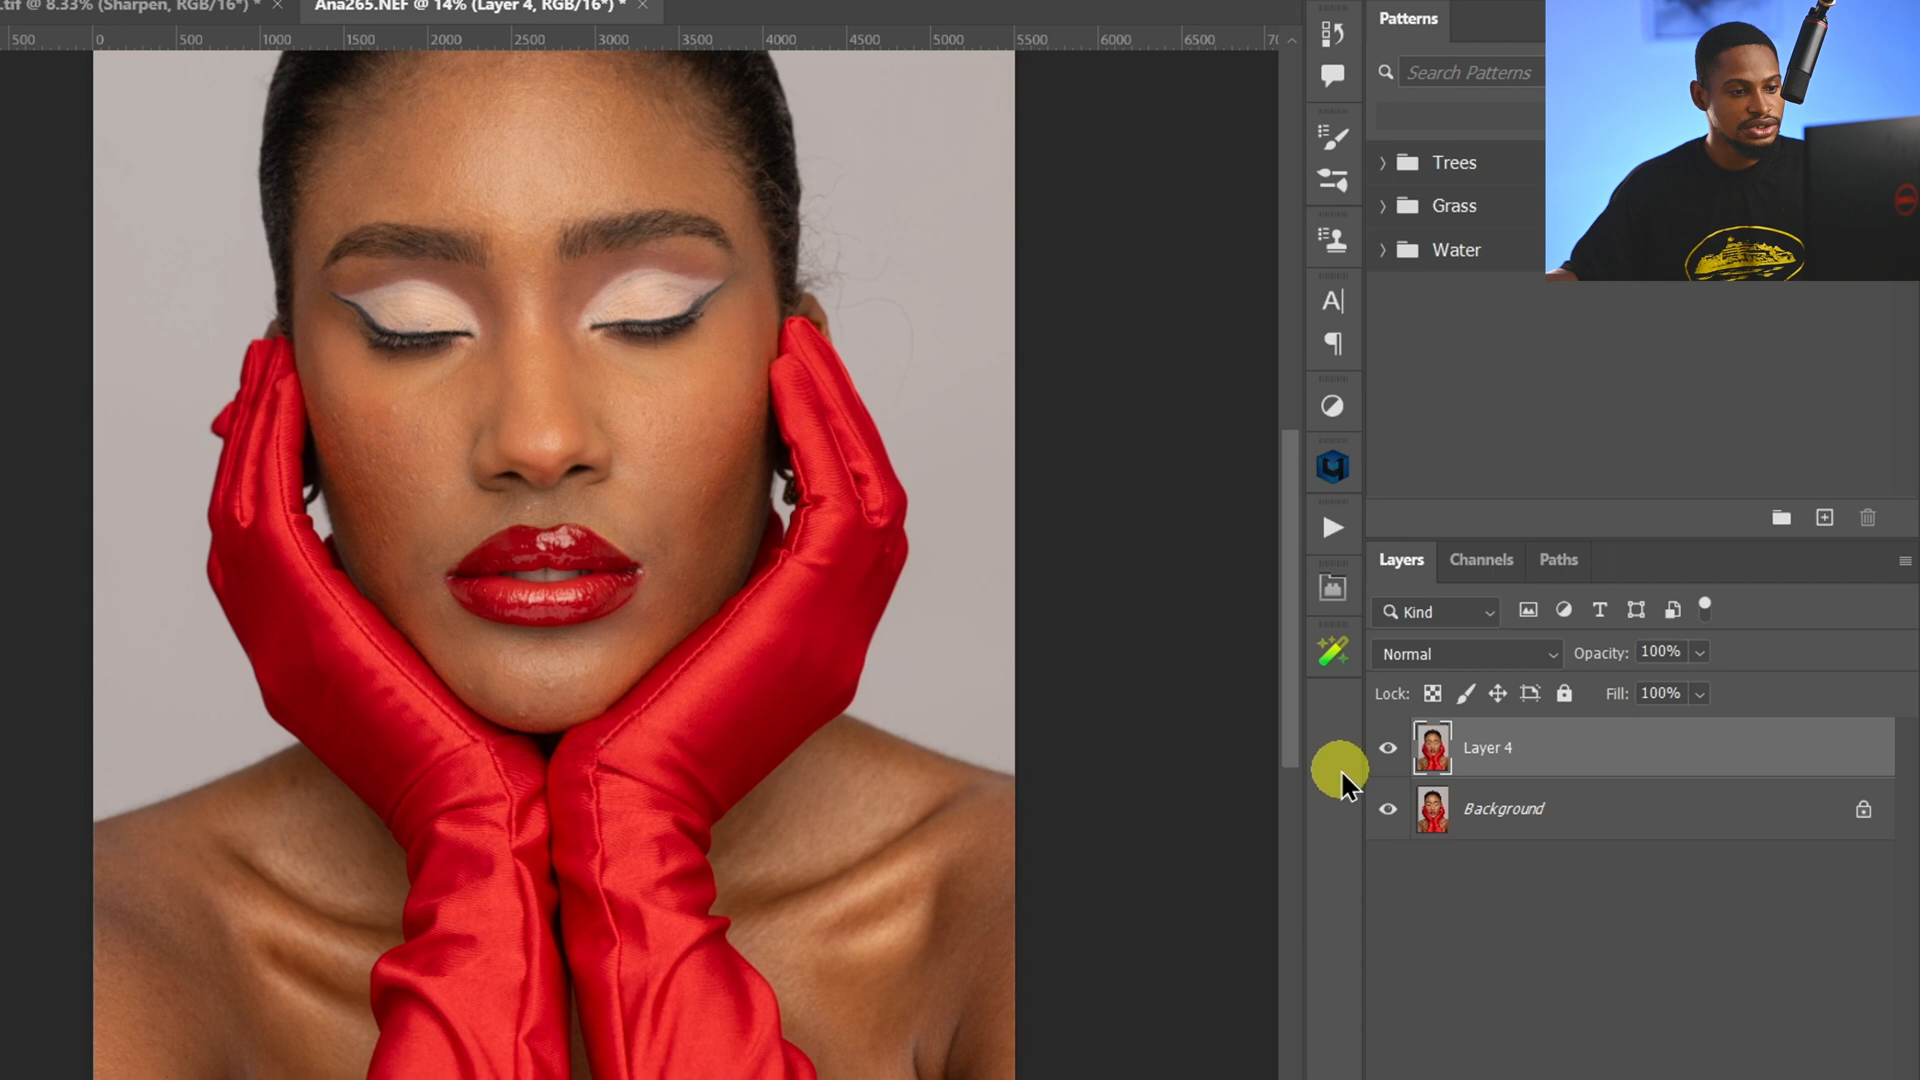 .tif @ 8.33% (Sharpen, RGB/16*) *
Ana265.NEF @ 14% (Layer 4, RGB/16*) *
500 0 500 1000 1500 2000 2500 3000 3500 4000 4500 5000 5500 6000 6500
Patterns
Search Patterns
Trees
Grass
Water
A|
Layers Channels Paths
Kind
Normal Opacity: 100%
Lock: Fill: 100%
Layer 4
Background